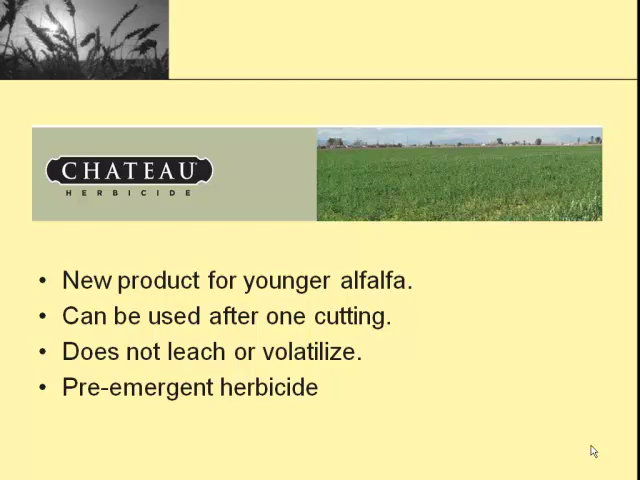 CHATEAU
HERBICIDE
• New product for younger alfalfa.
• Can be used after one cutting.
• Does not leach or volatilize.
• Pre-emergent herbicide